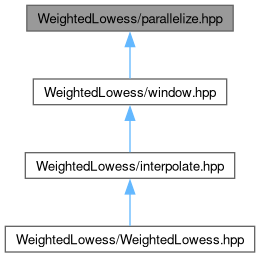 WeightedLowess/parallelize.hpp
WeightedLowess/window.hpp
WeightedLowess/interpolate.hpp
WeightedLowess/WeightedLowess.hpp